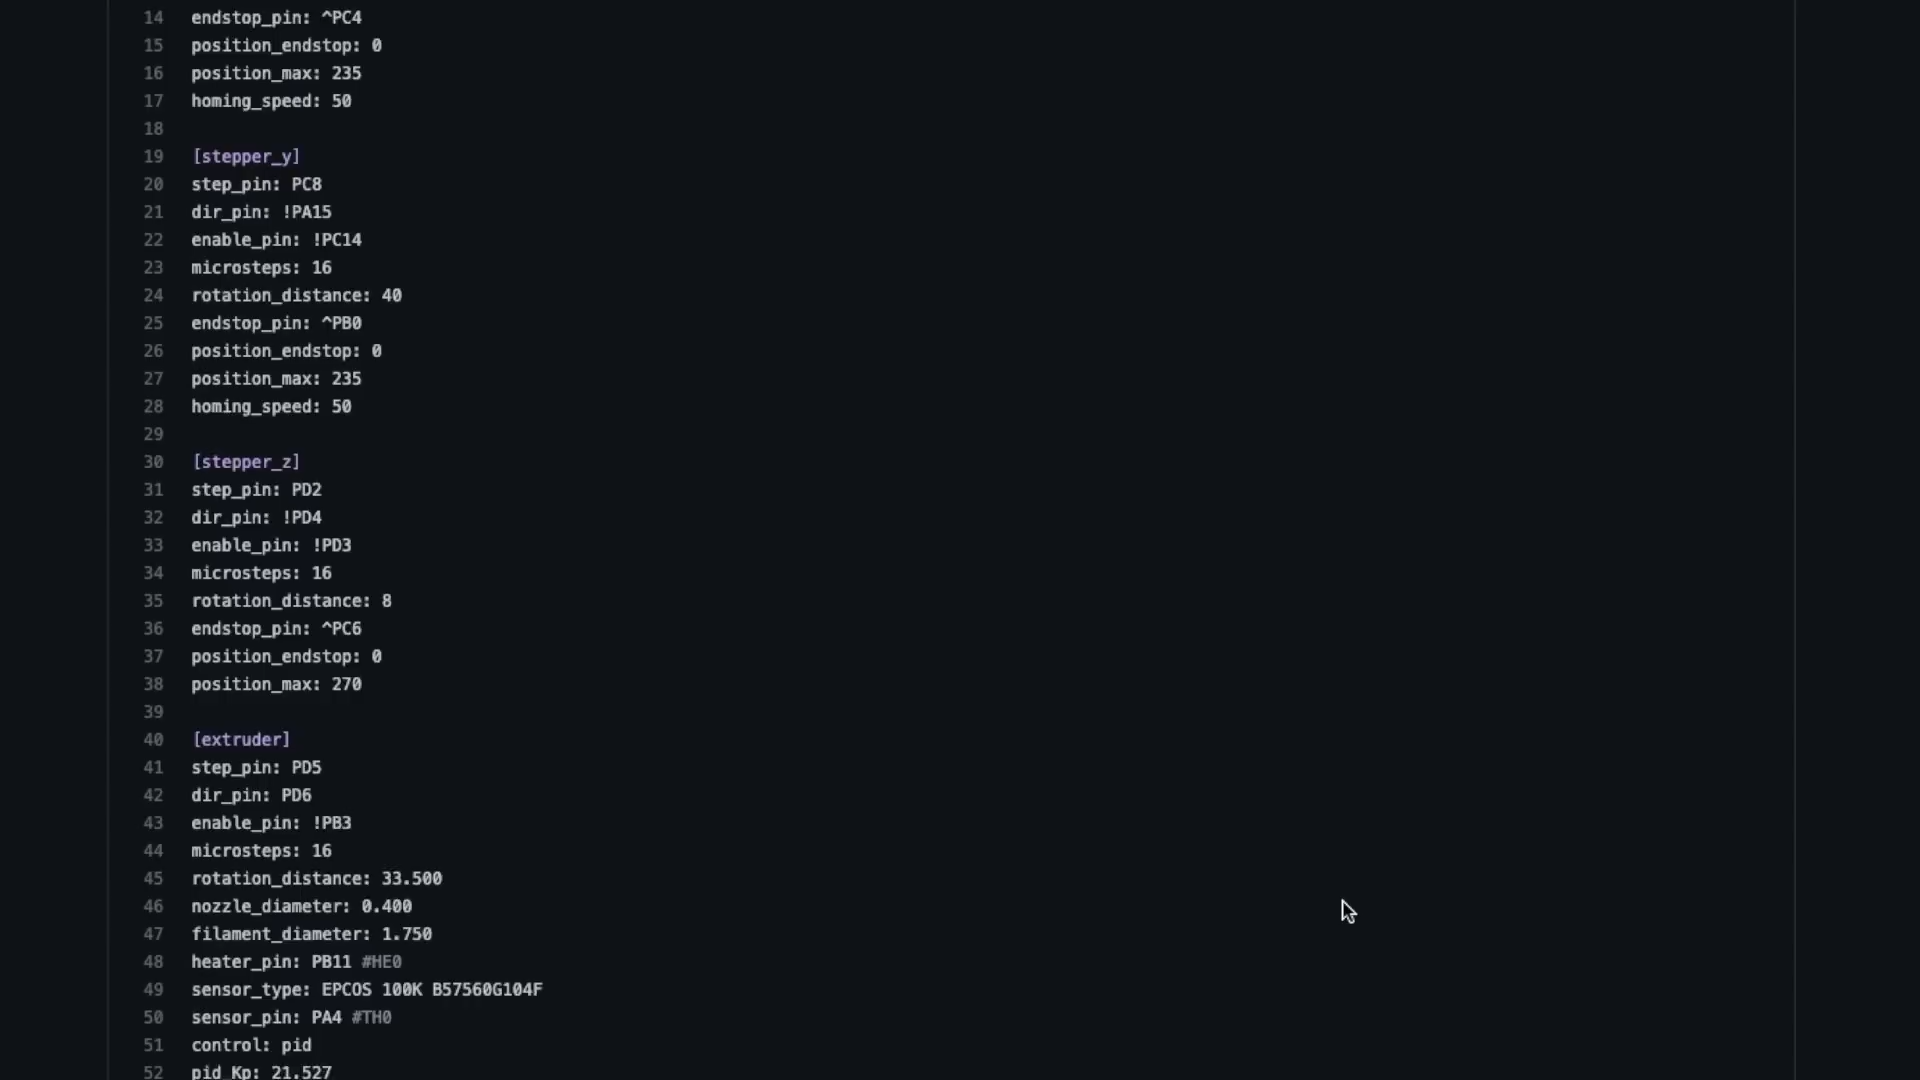 14 endstop_pin: ^PC4
15 position_endstop: 0
16 position_max: 235
17 homing_speed: 50
18
19 [stepper_y]
20 step_pin: PC8
21 dir_pin: !PA15
22 enable_pin: !PC14
23 microsteps: 16
24 rotation_distance: 40
25 endstop_pin: ^PB0
26 position_endstop: 0
27 position_max: 235
28 homing_speed: 50
29
30 [stepper_z]
31 step_pin: PD2
32 dir_pin: !PD4
33 enable_pin: !PD3
34 microsteps: 16
35 rotation_distance: 8
36 endstop_pin: ^PC6
37 position_endstop: 0
38 position_max: 270
39
40 [extruder]
41 step_pin: PD5
42 dir_pin: PD6
43 enable_pin: !PB3
44 microsteps: 16
45 rotation_distance: 33.500
46 nozzle_diameter: 0.400
47 filament_diameter: 1.750
48 heater_pin: PB11 #HE0
49 sensor_type: EPCOS 100K B57560G104F
50 sensor_pin: PA4 #TH0
51 control: pid
52 pid_Kp: 21.527